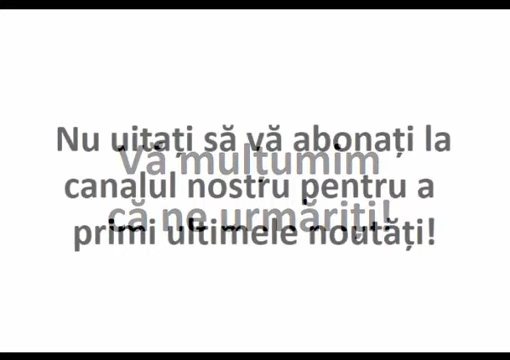 Nu uitați să vă abonați la
Vă mulțumim
canalul nostru pentru a
că ne urmăriți!
primi ultimele noutăți!